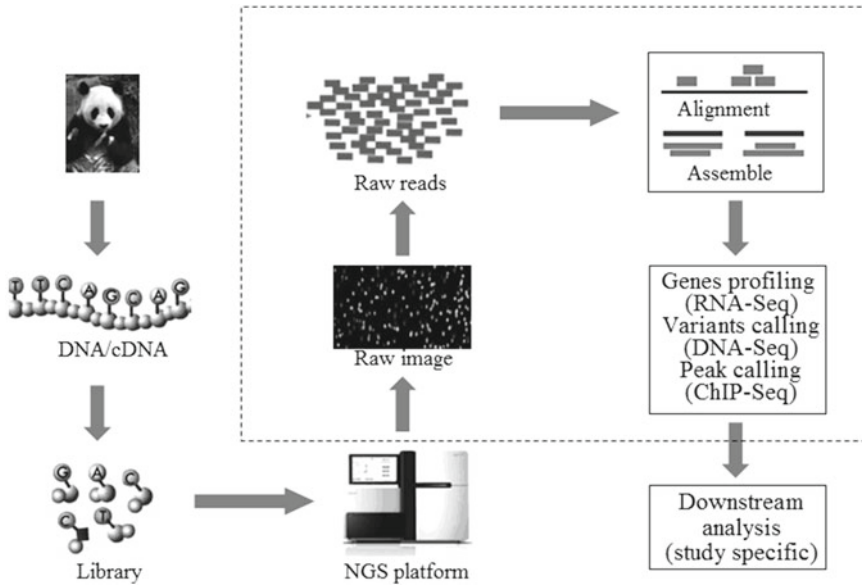 T T C A G C A G
DNA/cDNA
G A C
C T
Library
NGS platform
Raw image
Raw reads
Alignment
Assemble
Genes profiling
(RNA-Seq)
Variants calling
(DNA-Seq)
Peak calling
(ChIP-Seq)
Downstream
analysis
(study specific)